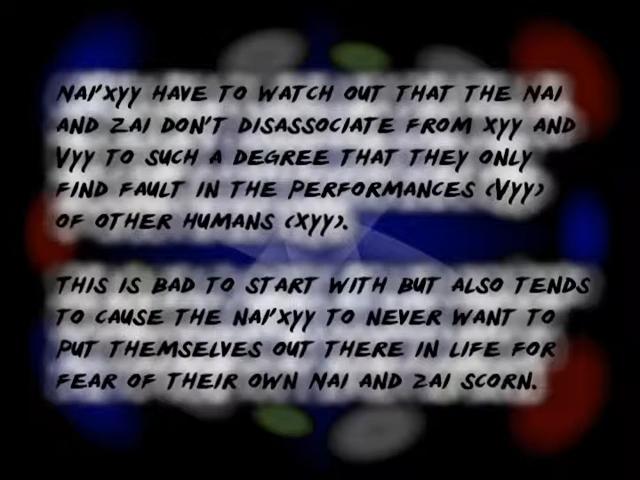 NAI'XYY HAVE TO WATCH OUT THAT THE NAI
AND ZAI DON'T DISASSOCIATE FROM XYY AND
VYY TO SUCH A DEGREE THAT THEY ONLY
FIND FAULT IN THE PERFORMANCES (VYY)
OF OTHER HUMANS (XYY).
THIS IS BAD TO START WITH BUT ALSO TENDS
TO CAUSE THE NAI'XYY TO NEVER WANT TO
PUT THEMSELVES OUT THERE IN LIFE FOR
FEAR OF THEIR OWN NAI AND ZAI SCORN.